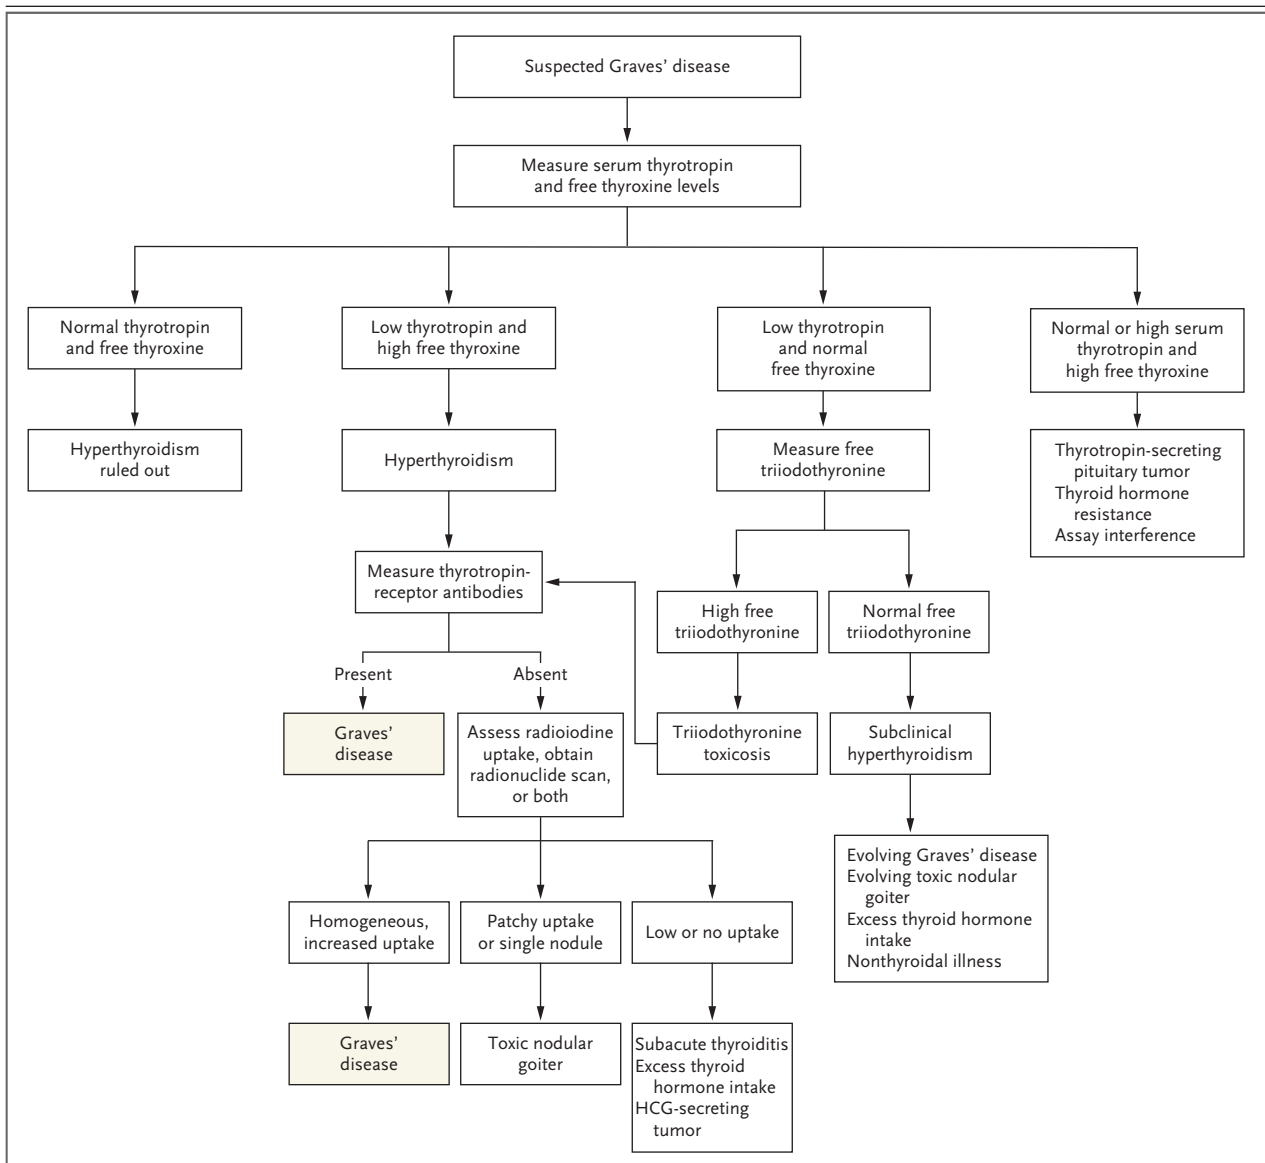 Suspected Graves’ disease
Measure serum thyrotropin
and free thyroxine levels
Normal thyrotropin
and free thyroxine
Low thyrotropin and
high free thyroxine
Low thyrotropin
and normal
free thyroxine
Normal or high serum
thyrotropin and
high free thyroxine
Hyperthyroidism
ruled out
Hyperthyroidism
Measure free
triiodothyronine
Thyrotropin-secreting
pituitary tumor
Thyroid hormone
resistance
Assay interference
Measure thyrotropin-
receptor antibodies
High free
triiodothyronine
Normal free
triiodothyronine
Present
Absent
Graves’
disease
Assess radioiodine
uptake, obtain
radionuclide scan,
or both
Triiodothyronine
toxicosis
Subclinical
hyperthyroidism
Evolving Graves’ disease
Evolving toxic nodular
goiter
Excess thyroid hormone
intake
Nonthyroidal illness
Homogeneous,
increased uptake
Patchy uptake
or single nodule
Low or no uptake
Graves’
disease
Toxic nodular
goiter
Subacute thyroiditis
Excess thyroid
hormone intake
HCG-secreting
tumor